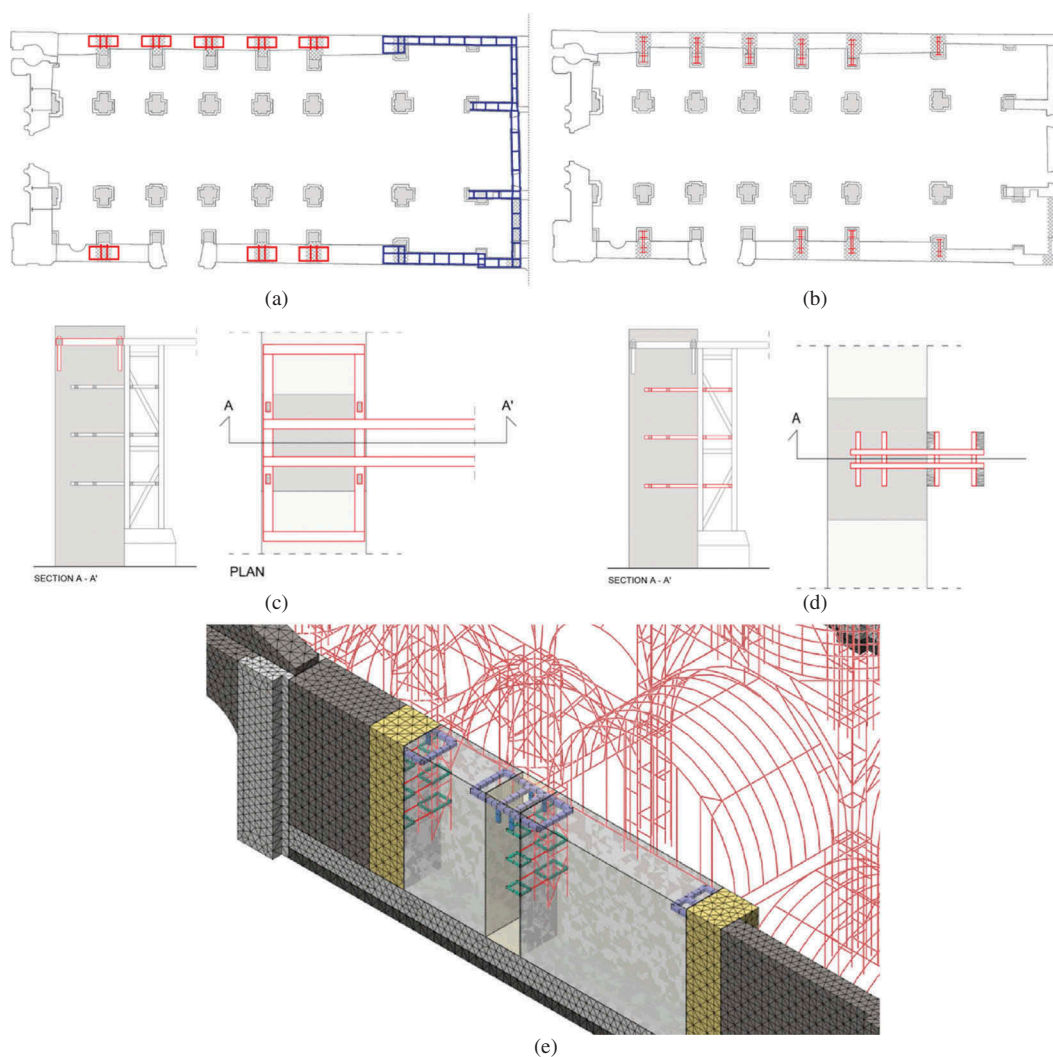 (a)
(b)
A
A'
SECTION A - A'
PLAN
(c)
A
SECTION A - A'
(d)
(e)